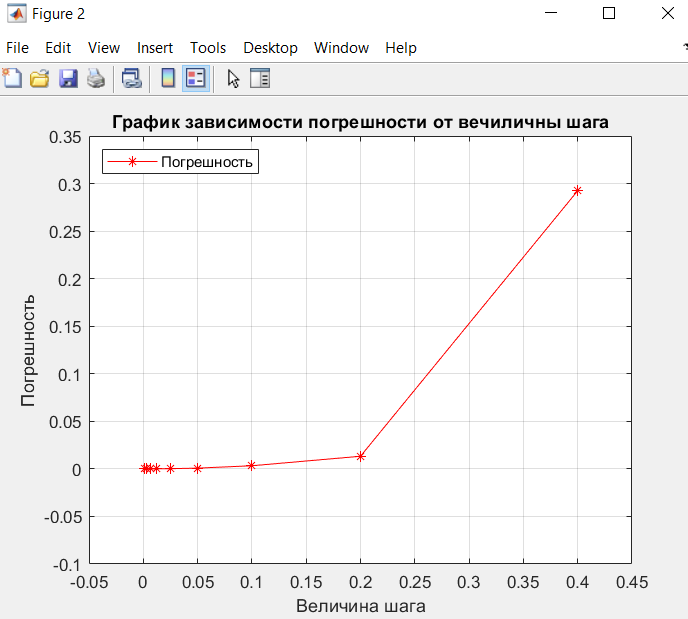 Figure 2
File Edit View Insert Tools Desktop Window Help
График зависимости погрешности от вечиличны шага
Погрешность
0.35
0.3
0.25
0.2
0.15
0.1
0.05
0
-0.05
-0.1
Погрешность
-0.05 0 0.05 0.1 0.15 0.2 0.25 0.3 0.35 0.4 0.45
Величина шага